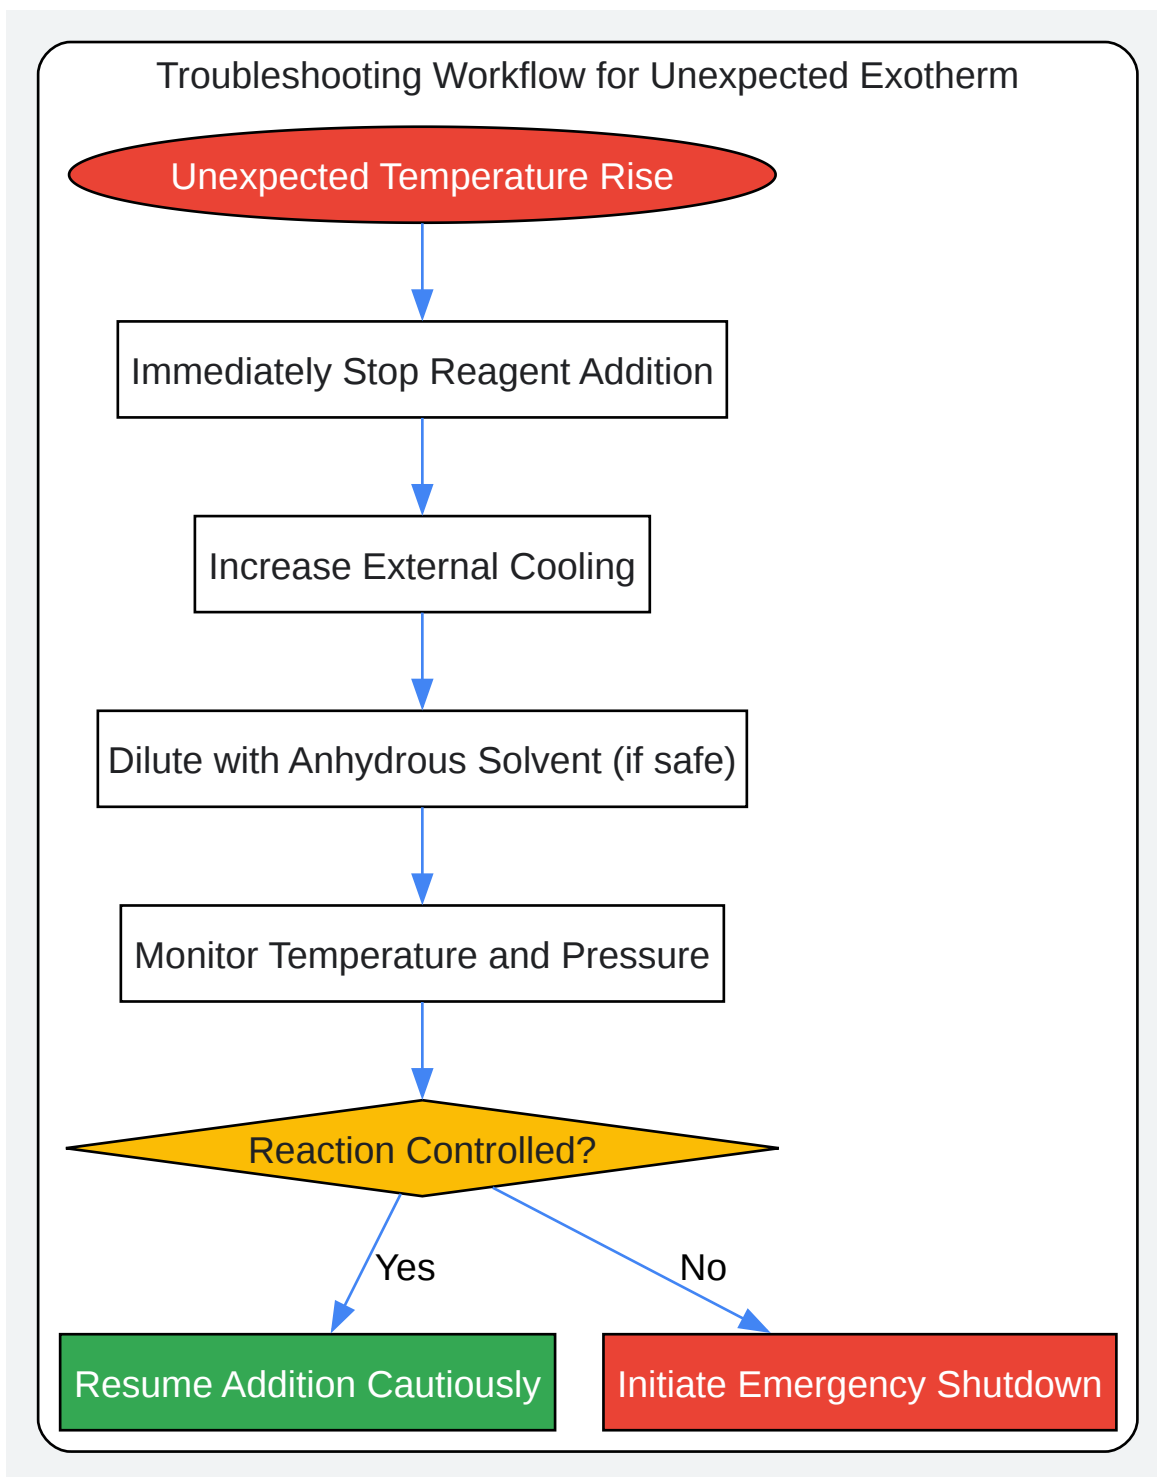 Troubleshooting Workflow for Unexpected Exotherm
Unexpected Temperature Rise
Immediately Stop Reagent Addition
Increase External Cooling
Dilute with Anhydrous Solvent (if safe)
Monitor Temperature and Pressure
Reaction Controlled?
Yes
No
Resume Addition Cautiously
Initiate Emergency Shutdown